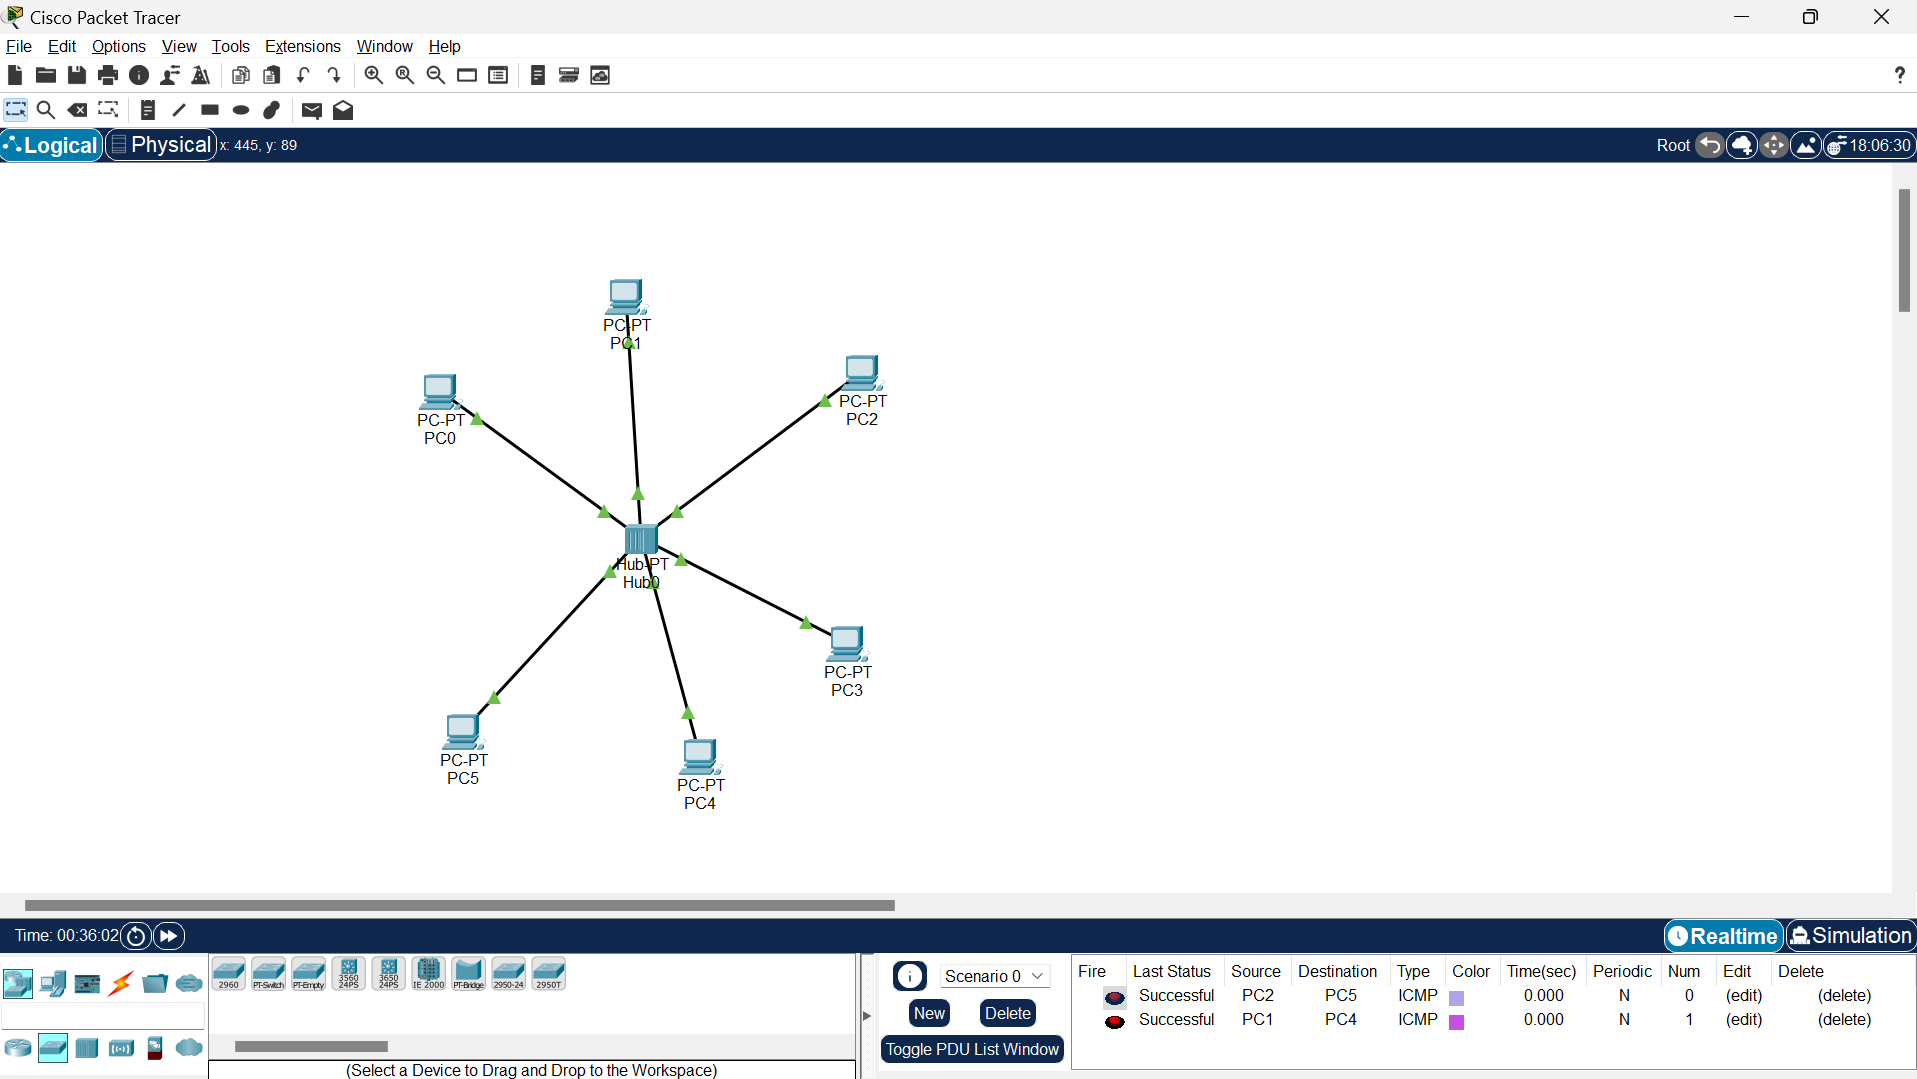 Cisco Packet Tracer
File Edit Options View Tools Extensions Window Help
?
Logical Physical x: 445, y: 89 Root 18:06:30
PC-PT
PC1
PC-PT
PC2
PC-PT
PC0
Hub-PT
Hub0
PC-PT
PC3
PC-PT
PC5
PC-PT
PC4
Time: 00:36:02 Realtime Simulation
2960 PT-Switch PT-Empty 3560 24PS 3650 24PS IE 2000 PT-Bridge 2950-24 2950T
(Select a Device to Drag and Drop to the Workspace)
Scenario 0
New Delete
Toggle PDU List Window
Fire Last Status Source Destination Type Color Time(sec) Periodic Num Edit Delete
Successful PC2 PC5 ICMP 0.000 N 0 (edit) (delete)
Successful PC1 PC4 ICMP 0.000 N 1 (edit) (delete)